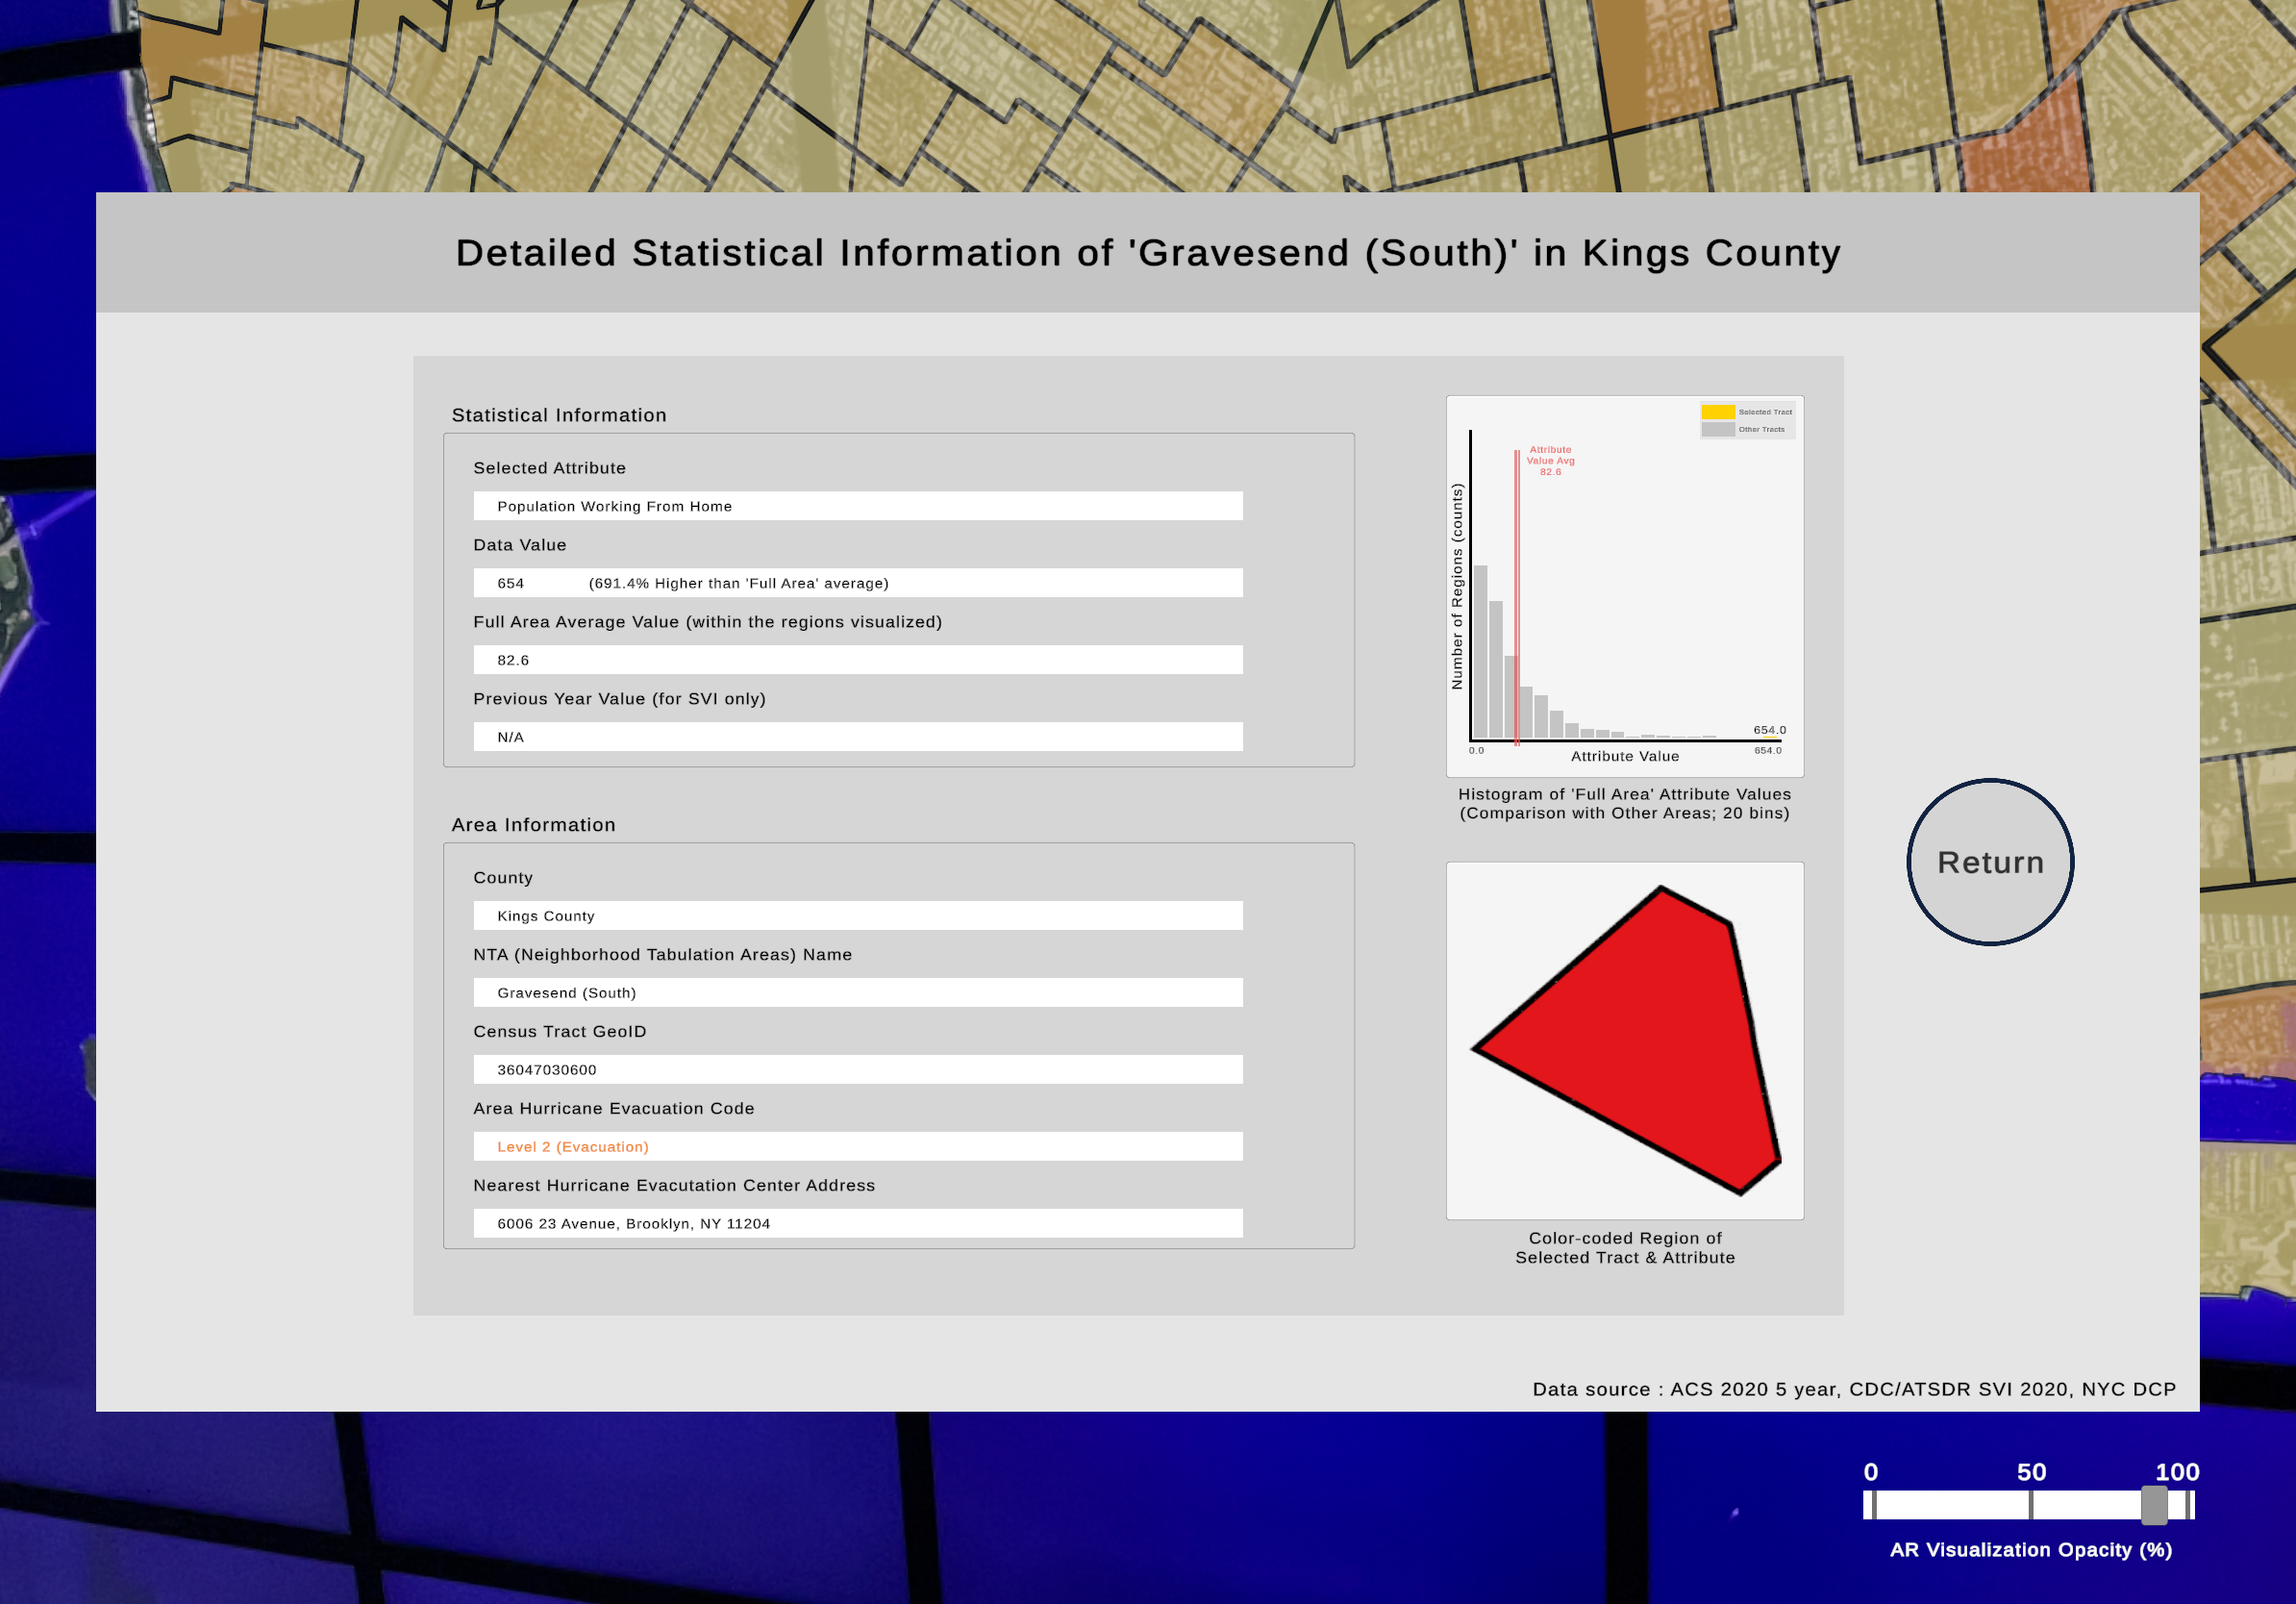 Detailed Statistical Information of 'Gravesend (South)' in Kings County
Statistical Information
Selected Attribute
Population Working From Home
Data Value
654 (691.4% Higher than 'Full Area' average)
Full Area Average Value (within the regions visualized)
82.6
Previous Year Value (for SVI only)
N/A
Area Information
County
Kings County
NTA (Neighborhood Tabulation Areas) Name
Gravesend (South)
Census Tract GeoID
36047030600
Area Hurricane Evacuation Code
Level 2 (Evacuation)
Nearest Hurricane Evacutation Center Address
6006 23 Avenue, Brooklyn, NY 11204
Selected Tract
Other Tracts
Attribute
Value Avg
82.6
Number of Regions (counts)
654.0
0.0
654.0
Attribute Value
Histogram of 'Full Area' Attribute Values
(Comparison with Other Areas; 20 bins)
Color-coded Region of
Selected Tract & Attribute
Return
Data source : ACS 2020 5 year, CDC/ATSDR SVI 2020, NYC DCP
0 50 100
AR Visualization Opacity (%)